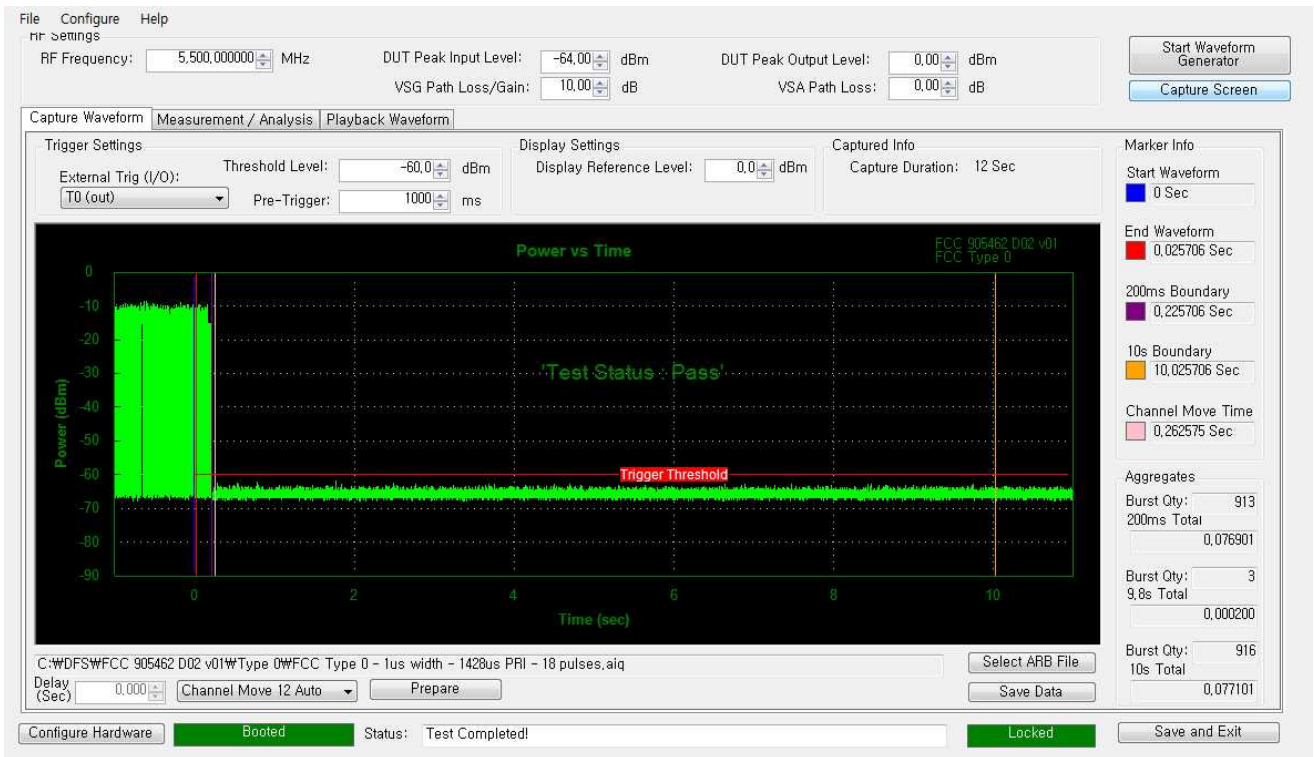 File Configure Help
RF Settings
RF Frequency: 5,500,000000 MHz DUT Peak Input Level: -64,00 dBm DUT Peak Output Level: 0,00 dBm
VSG Path Loss/Gain: 10,00 dB VSA Path Loss: 0,00 dB
Start Waveform Generator
Capture Screen
Capture Waveform Measurement / Analysis Playback Waveform
Trigger Settings
External Trig (I/O):
T0 (out)
Threshold Level: -60,0 dBm
Pre-Trigger: 1000 ms
Display Settings
Display Reference Level: 0,0 dBm
Captured Info
Capture Duration: 12 Sec
Power vs Time
FCC 905462 D02 v01
FCC Type 0
0
-10
-20
-30
-40
-50
-60
-70
-80
-90
Power (dBm)
'Test Status : Pass'
Trigger Threshold
0 2 4 6 8 10
Time (sec)
Marker Info
Start Waveform
0 Sec
End Waveform
0,025706 Sec
200ms Boundary
0,225706 Sec
10s Boundary
10,025706 Sec
Channel Move Time
0,262575 Sec
Aggregates
Burst Qty: 913
200ms Total
0,076901
Burst Qty: 3
9,8s Total
0,000200
Burst Qty: 916
10s Total
0,077101
C:₩DFS₩FCC 905462 D02 v01₩Type 0₩FCC Type 0 - 1us width - 1428us PRI - 18 pulses,aiq
Select ARB File
Delay (Sec) 0,000 Channel Move 12 Auto Prepare
Save Data
Configure Hardware Booted Status: Test Completed! Locked Save and Exit